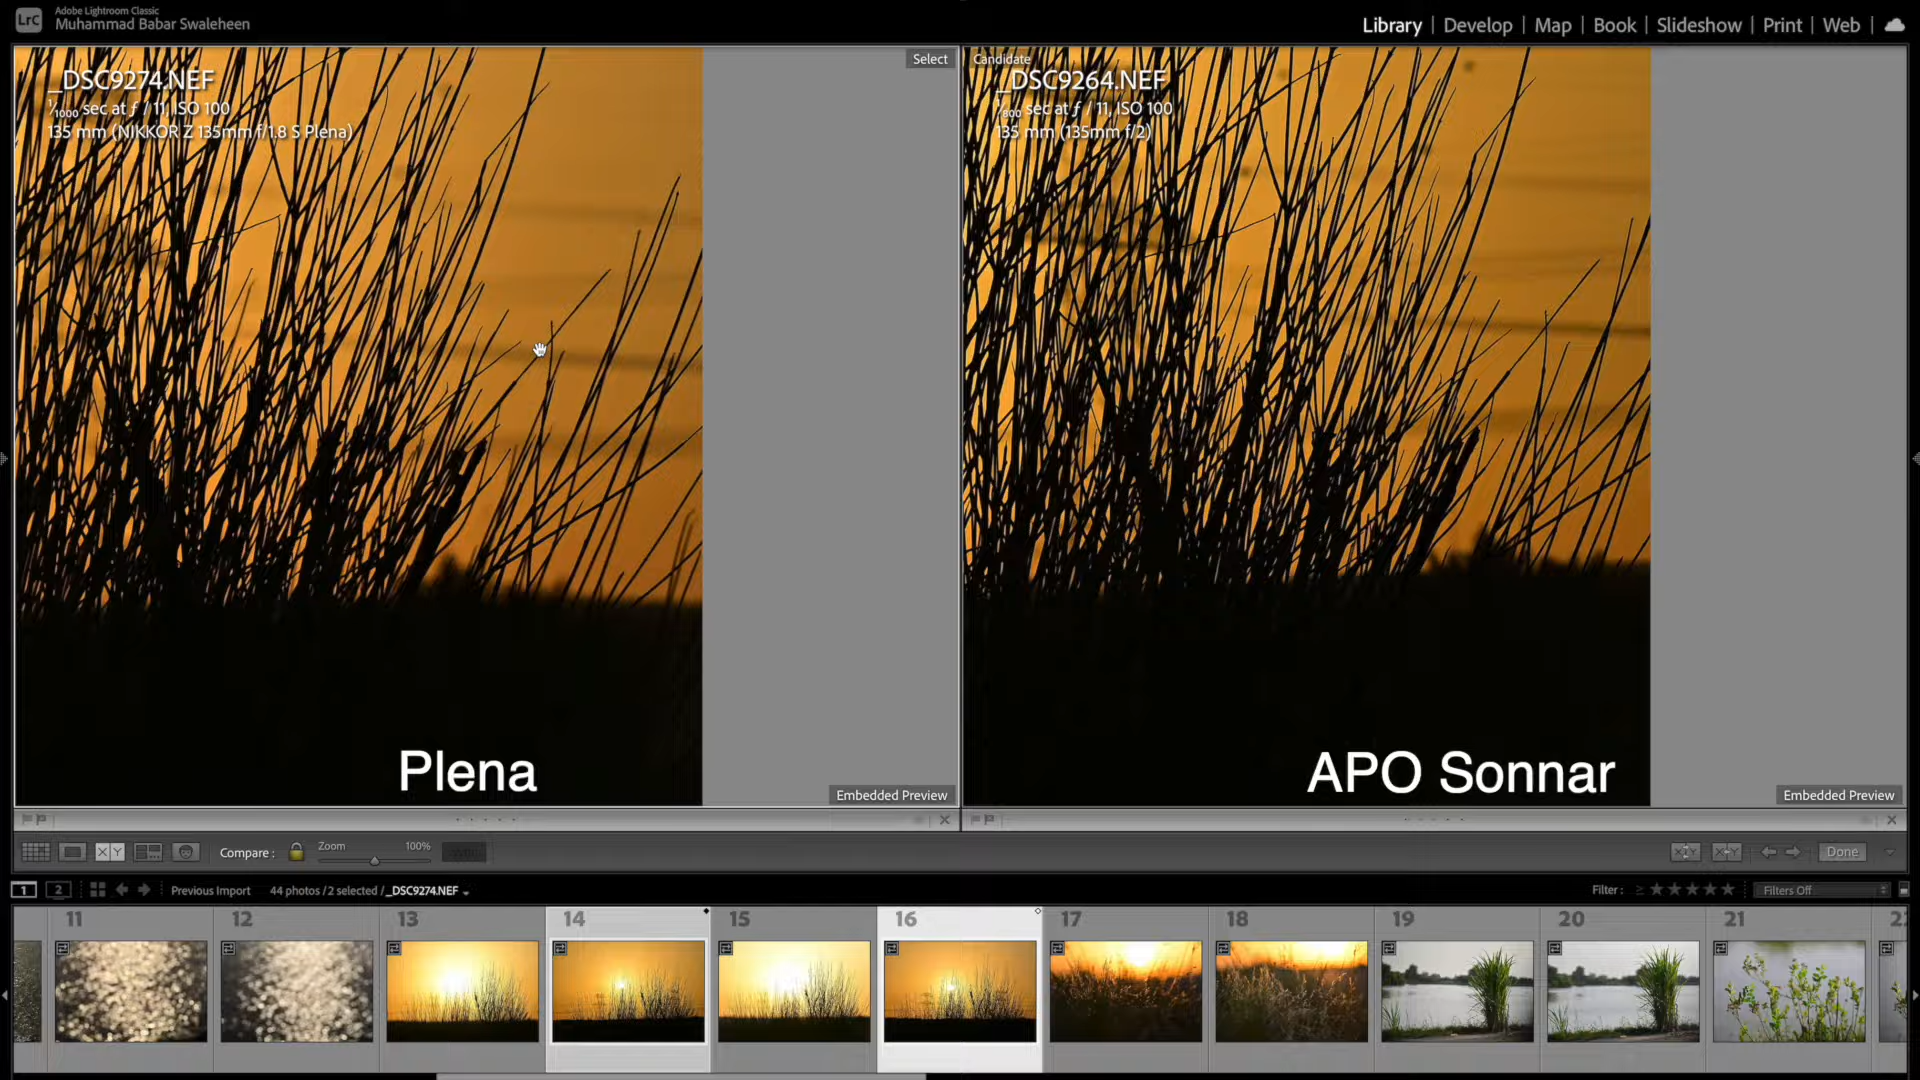 LrC
Adobe Lightroom Classic
Muhammad Babar Swaleheen
Library | Develop | Map | Book | Slideshow | Print | Web |
Select
_DSC9274.NEF
1/1000 sec at ƒ / 11, ISO 100
135 mm (NIKKOR Z 135mm f/1.8 S Plena)
Plena
Embedded Preview
Candidate
_DSC9264.NEF
1/800 sec at ƒ / 11, ISO 100
135 mm (135mm f/2)
APO Sonnar
Embedded Preview
XY
Compare :
Zoom
100%
Done
1
2
Previous Import
44 photos / 2 selected / _DSC9274.NEF
Filter :
Filters Off
11
12
13
14
15
16
17
18
19
20
21